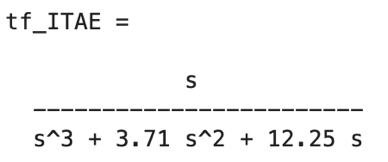 tf_ITAE =
s
------------------------
s^3 + 3.71 s^2 + 12.25 s